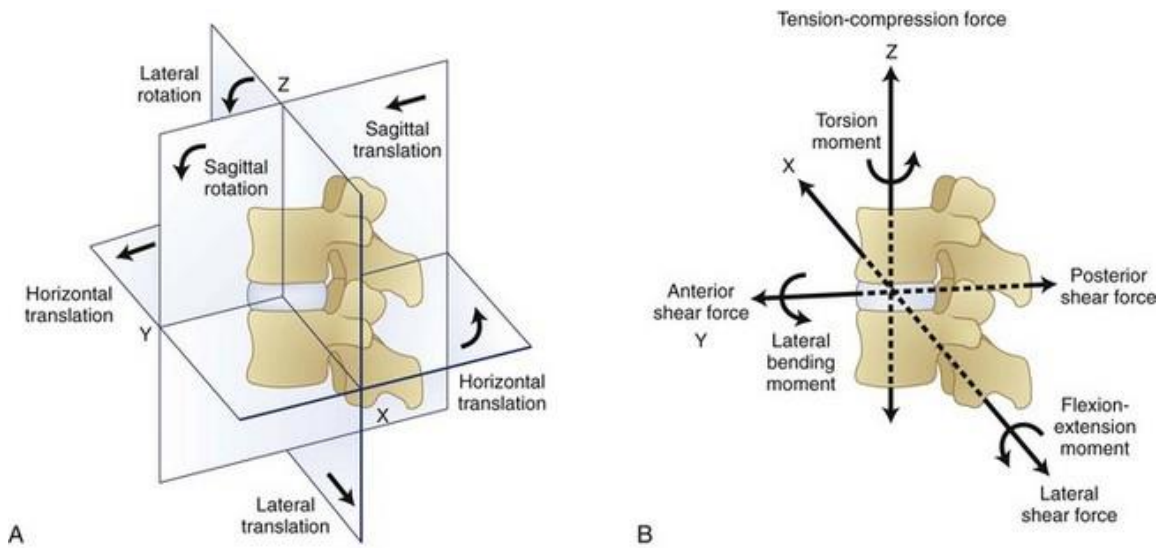 Lateral
rotation
Z
Sagittal
rotation
Sagittal
translation
Horizontal
translation
Y
X
Horizontal
translation
Lateral
translation
A
Tension-compression force
Z
Torsion
moment
X
Anterior
shear force
Y
Lateral
bending
moment
Posterior
shear force
Flexion-
extension
moment
Lateral
shear force
B